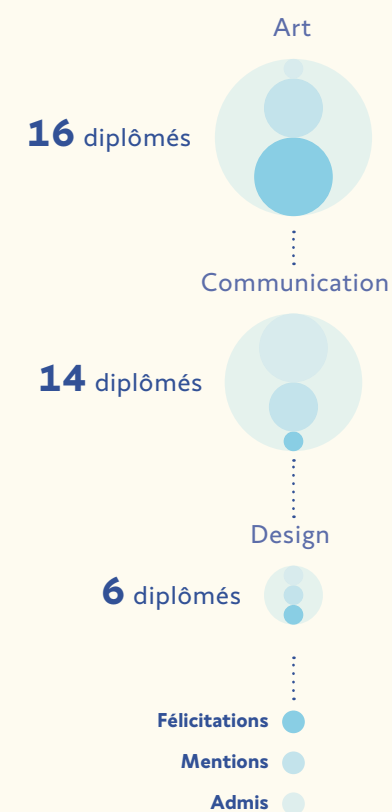 Art
16 diplômés
Communication
14 diplômés
Design
6 diplômés
Félicitations
Mentions
Admis